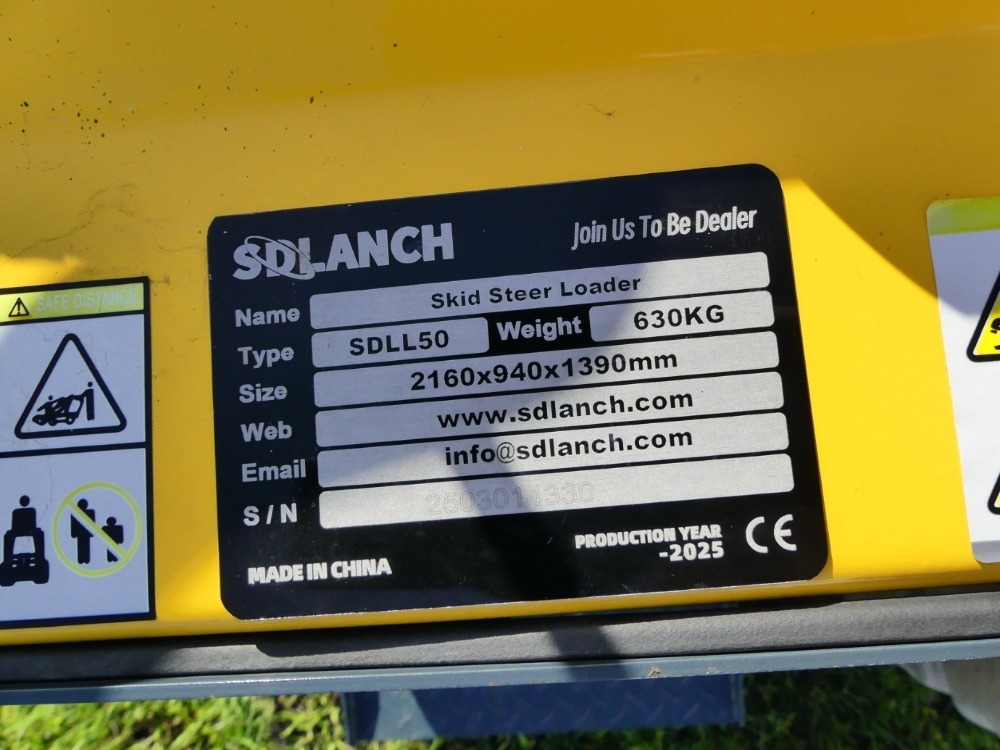 SDLANCH
Join Us To Be Dealer
Name Skid Steer Loader
Type SDLL50 Weight 630KG
Size 2160x940x1390mm
Web www.sdlanch.com
Email info@sdlanch.com
S/N 2503014330
PRODUCTION YEAR
-2025
CE
MADE IN CHINA
SAFE DISTANCE